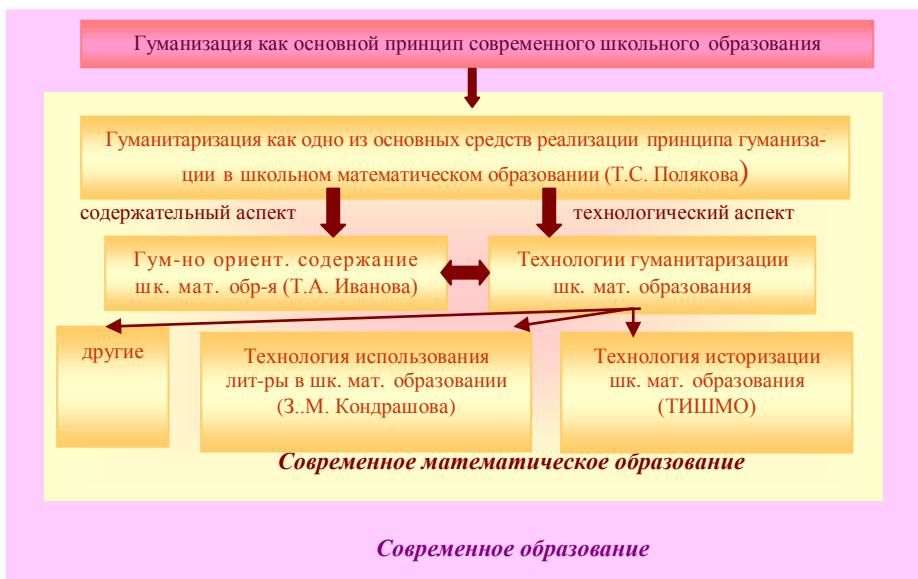 Гуманизация как основной принцип современного школьного образования
Гуманитаризация как одно из основных средств реализации принципа гуманиза-
ции в школьном математическом образовании (Т.С. Полякова)
содержательный аспект
технологический аспект
Гум-но ориент. содержание
шк. мат. обр-я (Т.А. Иванова)
Технологии гуманитаризации
шк. мат. образования
другие
Технология использования
лит-ры в шк. мат. образовании
(З..М. Кондрашова)
Технология историзации
шк. мат. образования
(ТИШМО)
Современное математическое образование
Современное образование